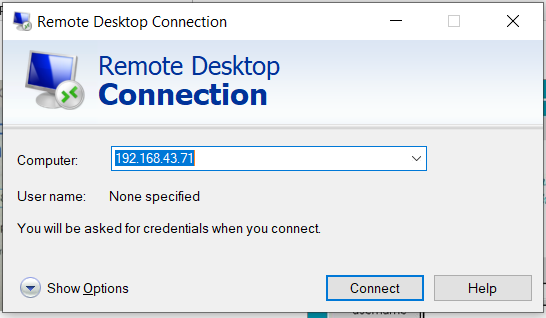 Remote Desktop Connection
Remote Desktop
Connection
Computer: 192.168.43.71
User name: None specified
You will be asked for credentials when you connect.
Show Options Connect Help
username